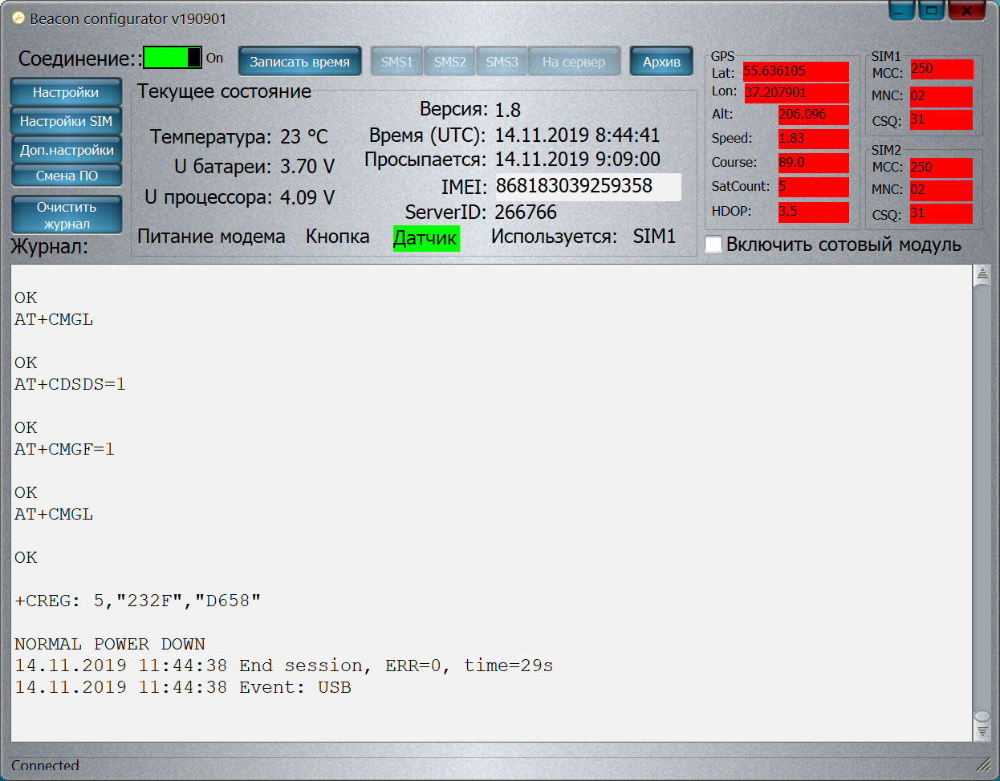 Beacon configurator v190901
Соединение:: On Записать время SMS1 SMS2 SMS3 На сервер Архив
Настройки
Настройки SIM
Доп.настройки
Смена ПО
Очистить
журнал
Журнал:
Текущее состояние
Температура: 23 °C
U батареи: 3.70 V
U процессора: 4.09 V
Версия: 1.8
Время (UTC): 14.11.2019 8:44:41
Просыпается: 14.11.2019 9:09:00
IMEI: 868183039259358
ServerID: 266766
Питание модема Кнопка Датчик Используется: SIM1
GPS
Lat: 55.636105
Lon: 37.207901
Alt: 206.096
Speed: 1.83
Course: 89.0
SatCount: 5
HDOP: 3.5
SIM1
MCC: 250
MNC: 02
CSQ: 31
SIM2
MCC: 250
MNC: 02
CSQ: 31
Включить сотовый модуль
OK
AT+CMGL
OK
AT+CDSDS=1
OK
AT+CMGF=1
OK
AT+CMGL
OK
+CREG: 5,"232F","D658"
NORMAL POWER DOWN
14.11.2019 11:44:38 End session, ERR=0, time=29s
14.11.2019 11:44:38 Event: USB
Connected